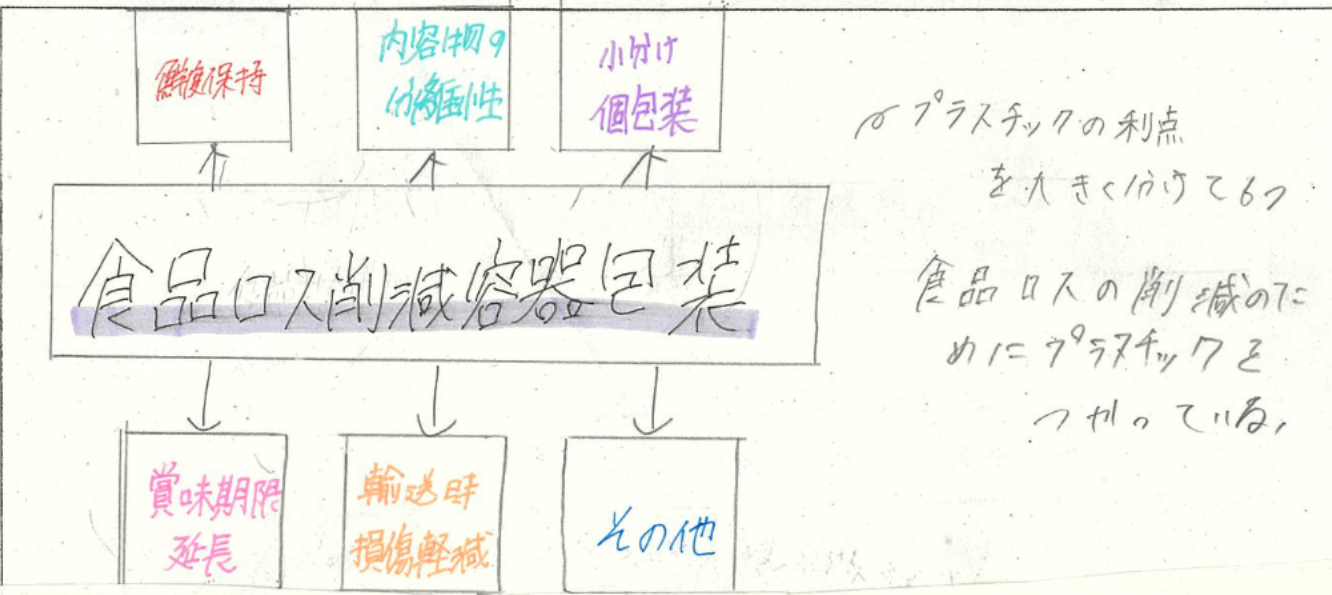 鮮度保持
内容物の
分離性
小分け
個包装
プラスチックの利点
を大きく分けて6つ
食品ロス削減容器包装
食品ロスの削減のた
めにプラスチックを
つかっている。
賞味期限
延長
輸送時
損傷軽減
その他